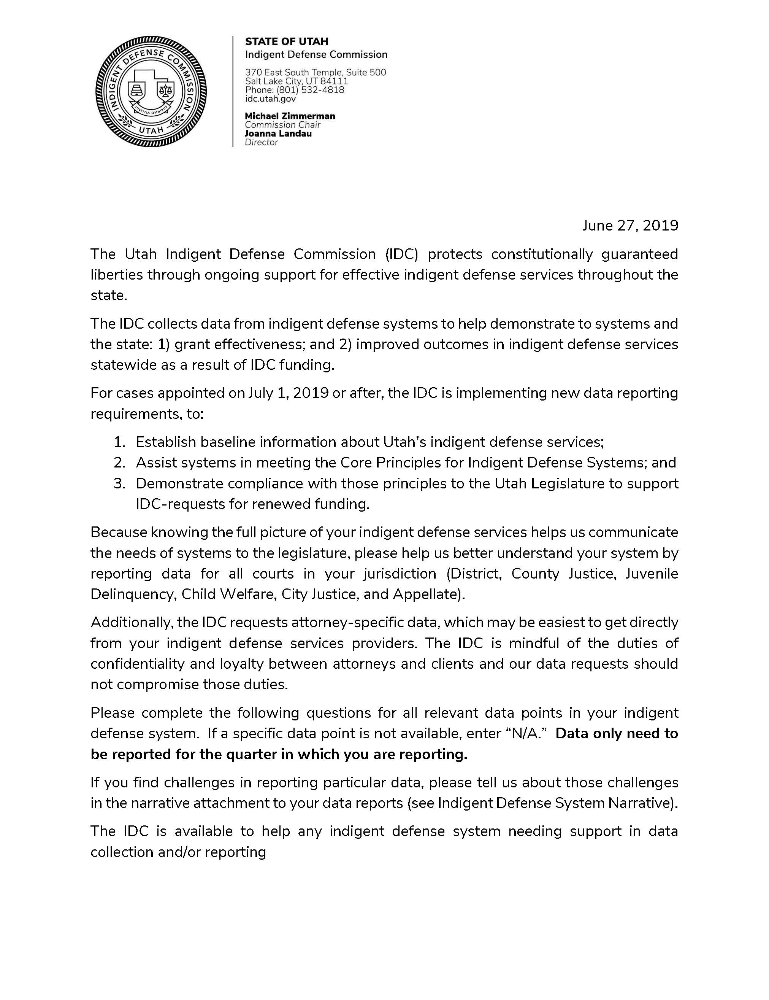 INDIGENT DEFENSE COMMISSION
JUSTITIA OMNIBUS
UTAH
STATE OF UTAH
Indigent Defense Commission
370 East South Temple, Suite 500
Salt Lake City, UT 84111
Phone: (801) 532-4818
idc.utah.gov
Michael Zimmerman
Commission Chair
Joanna Landau
Director
June 27, 2019
The Utah Indigent Defense Commission (IDC) protects constitutionally guaranteed
liberties through ongoing support for effective indigent defense services throughout the
state.
The IDC collects data from indigent defense systems to help demonstrate to systems and
the state: 1) grant effectiveness; and 2) improved outcomes in indigent defense services
statewide as a result of IDC funding.
For cases appointed on July 1, 2019 or after, the IDC is implementing new data reporting
requirements, to:
1. Establish baseline information about Utah’s indigent defense services;
2. Assist systems in meeting the Core Principles for Indigent Defense Systems; and
3. Demonstrate compliance with those principles to the Utah Legislature to support
IDC-requests for renewed funding.
Because knowing the full picture of your indigent defense services helps us communicate
the needs of systems to the legislature, please help us better understand your system by
reporting data for all courts in your jurisdiction (District, County Justice, Juvenile
Delinquency, Child Welfare, City Justice, and Appellate).
Additionally, the IDC requests attorney-specific data, which may be easiest to get directly
from your indigent defense services providers. The IDC is mindful of the duties of
confidentiality and loyalty between attorneys and clients and our data requests should
not compromise those duties.
Please complete the following questions for all relevant data points in your indigent
defense system. If a specific data point is not available, enter “N/A.” Data only need to
be reported for the quarter in which you are reporting.
If you find challenges in reporting particular data, please tell us about those challenges
in the narrative attachment to your data reports (see Indigent Defense System Narrative).
The IDC is available to help any indigent defense system needing support in data
collection and/or reporting